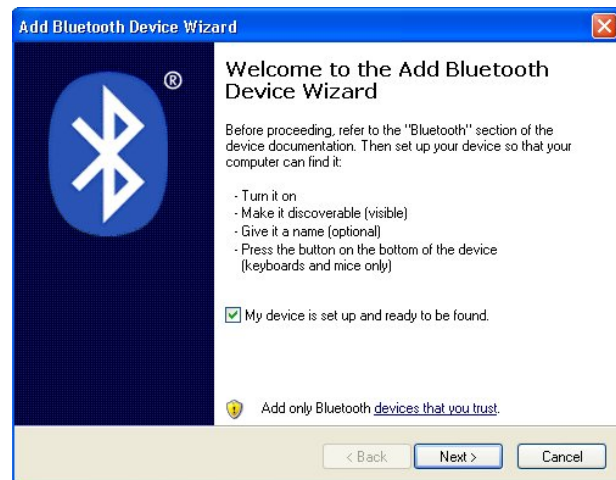 Add Bluetooth Device Wizard
®
Welcome to the Add Bluetooth
Device Wizard
Before proceeding, refer to the "Bluetooth" section of the
device documentation. Then set up your device so that your
computer can find it:
- Turn it on
- Make it discoverable (visible)
- Give it a name (optional)
- Press the button on the bottom of the device
(keyboards and mice only)
My device is set up and ready to be found.
Add only Bluetooth devices that you trust.
< Back Next > Cancel